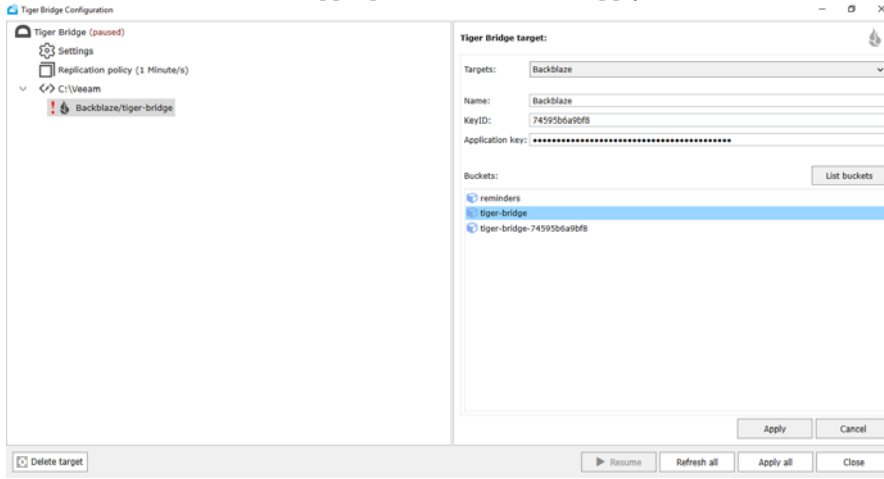 Tiger Bridge Configuration
Tiger Bridge (paused)
Settings
Replication policy (1 Minute/s)
C:\Veeam
Backblaze/tiger-bridge
Tiger Bridge target:
Targets: Backblaze
Name: Backblaze
KeyID: 74595b6a9bf8
Application key: ••••••••••••••••••••••••••••••••••••••••••
Buckets: List buckets
reminders
tiger-bridge
tiger-bridge-74595b6a9bf8
Apply Cancel
Delete target Resume Refresh all Apply all Close